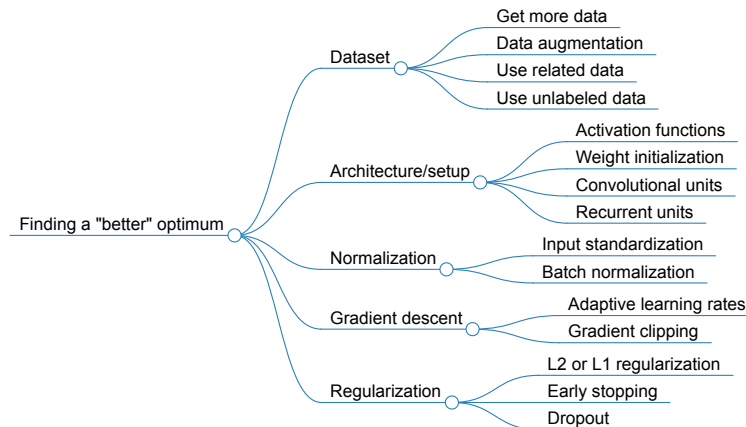 Finding a "better" optimum
Dataset
Get more data
Data augmentation
Use related data
Use unlabeled data
Architecture/setup
Activation functions
Weight initialization
Convolutional units
Recurrent units
Normalization
Input standardization
Batch normalization
Gradient descent
Adaptive learning rates
Gradient clipping
Regularization
L2 or L1 regularization
Early stopping
Dropout